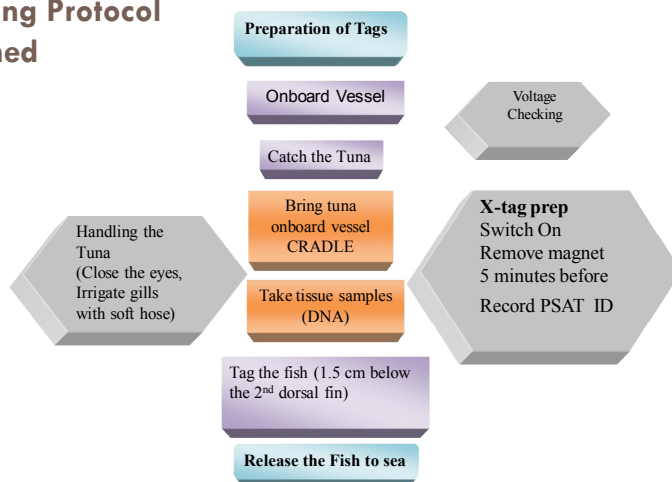 ng Protocol
ned
Preparation of Tags
Onboard Vessel
Voltage
Checking
Catch the Tuna
Bring tuna
onboard vessel
CRADLE
Handling the
Tuna
(Close the eyes,
Irrigate gills
with soft hose)
X-tag prep
Switch On
Remove magnet
5 minutes before
Record PSAT ID
Take tissue samples
(DNA)
Tag the fish (1.5 cm below
the 2nd dorsal fin)
Release the Fish to sea